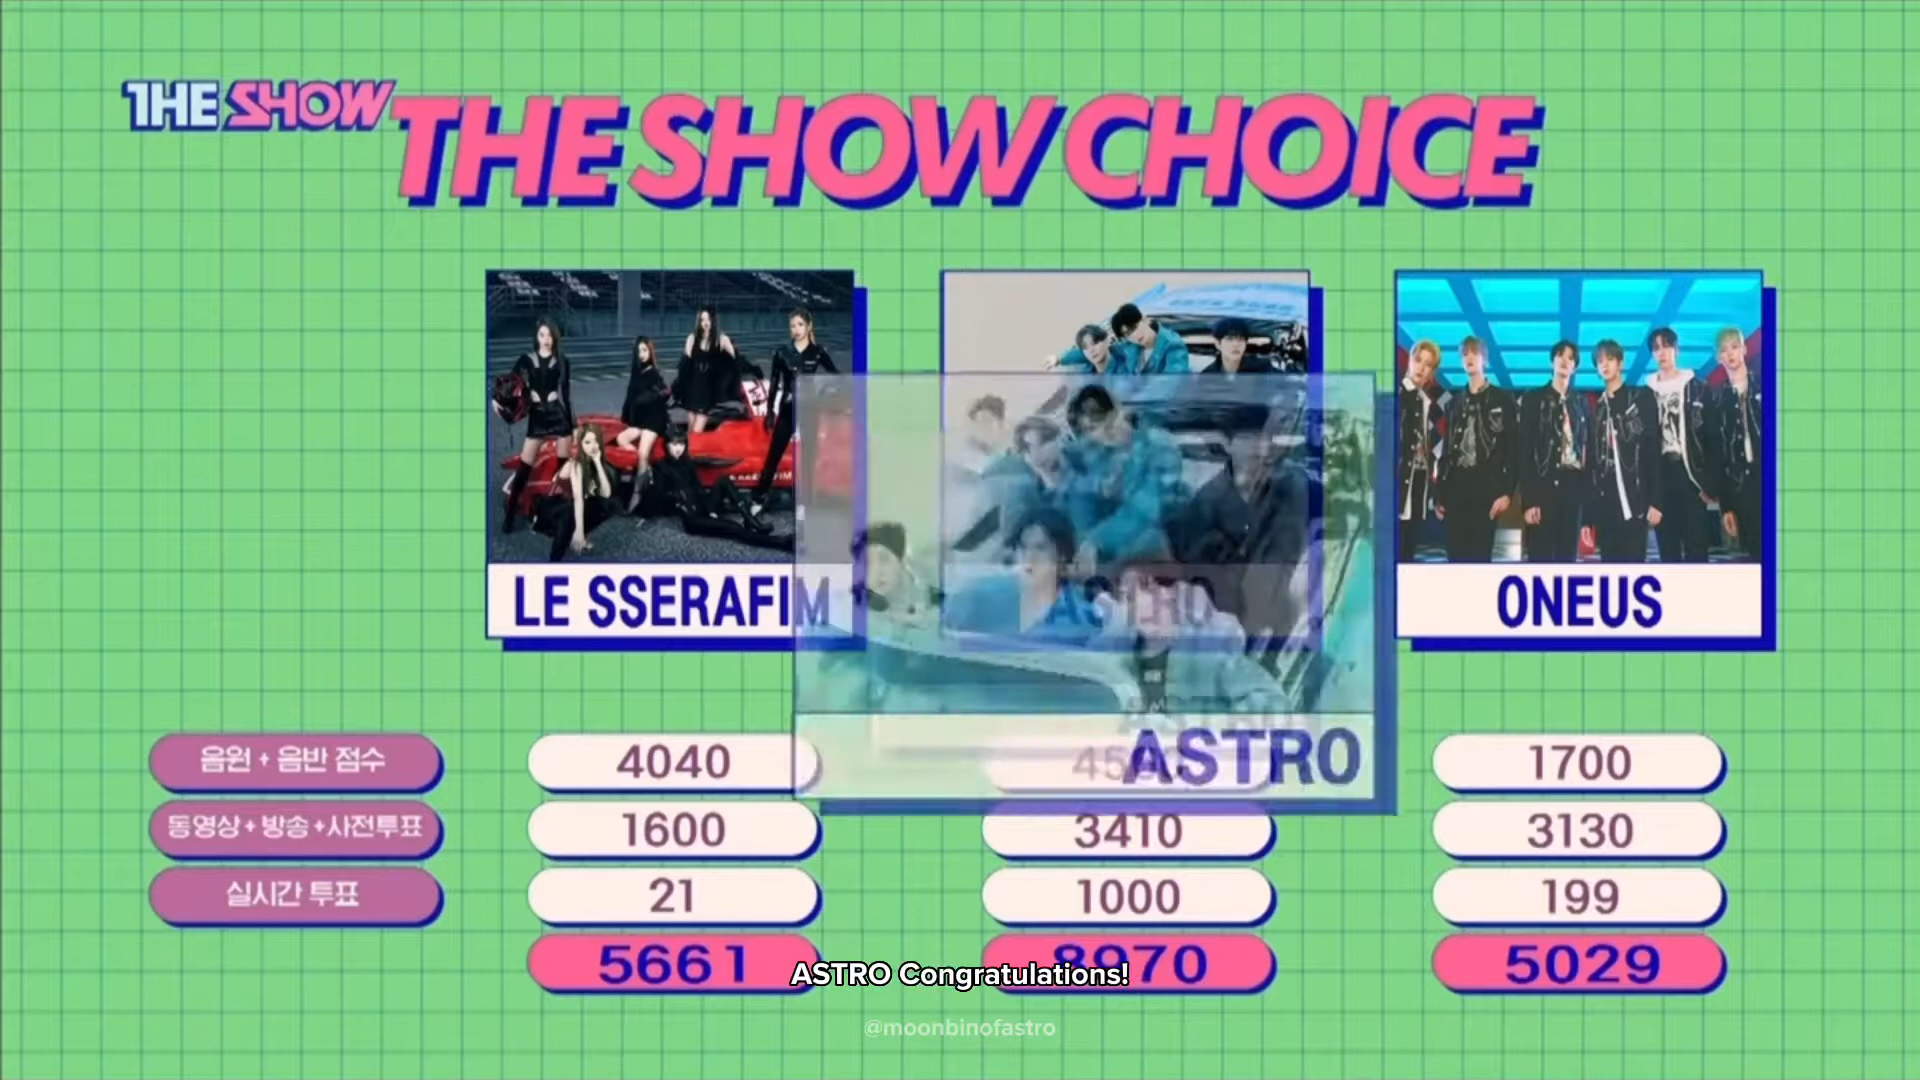 THE SHOW
THE SHOW CHOICE
LE SSERAFIM
ASTRO
ONEUS
ASTRO
음원 + 음반 점수
4040
1700
동영상 + 방송 + 사전투표
1600
3410
3130
실시간 투표
21
1000
199
5661
8970
5029
ASTRO Congratulations!
@moonbinofastro